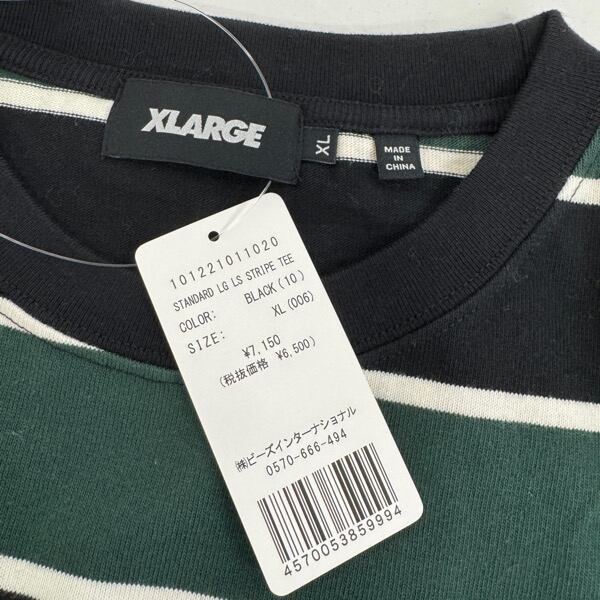 XLARGE
XL
MADE
IN
CHINA
101221011020
STANDARD LG LS STRIPE TEE
COLOR: BLACK(10)
SIZE: XL(006)
¥7,150
(税抜価格 ¥6,500)
㈱ビーズインターナショナル
0570-666-494
4570053859994